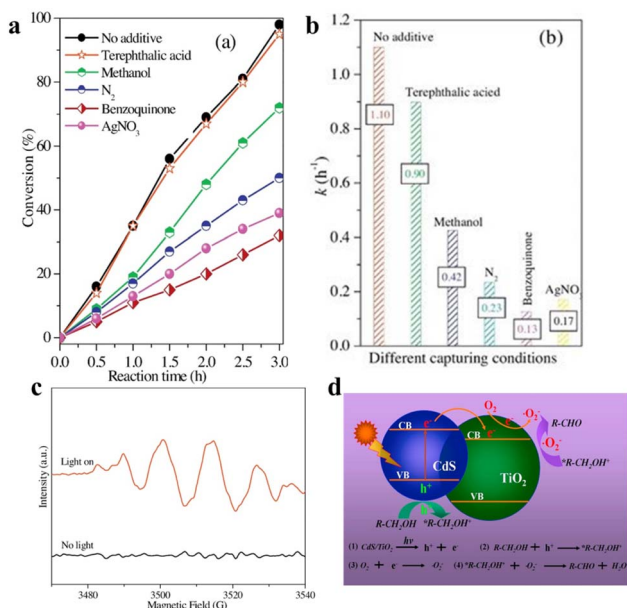 a
(a)
No additive
Terephthalic acid
Methanol
N2
Benzoquinone
AgNO3
Conversion (%)
100
80
60
40
20
0
0.0 0.5 1.0 1.5 2.0 2.5 3.0
Reaction time (h)
b
(b)
No additive
Terephthalic acied
Methanol
N2
Benzoquinone
AgNO3
1.10
0.90
0.42
0.23
0.13
0.17
k (h-1)
1.2
1.0
0.8
0.6
0.4
0.2
0.0
Different capturing conditions
c
Light on
No light
Intensity (a.u.)
3480 3500 3520 3540
Magnetic Field (G)
d
CB
e-
CdS
VB
h+
O2
e-
·O2-
CB
e-
TiO2
VB
R-CHO
·O2-
*R-CH2OH+
R-CH2OH
*R-CH2OH+
(1) CdS/TiO2 hν h+ + e-
(2) R-CH2OH + h+ *R-CH2OH+
(3) O2 + e- ·O2-
(4) *R-CH2OH+ + ·O2- R-CHO + H2O